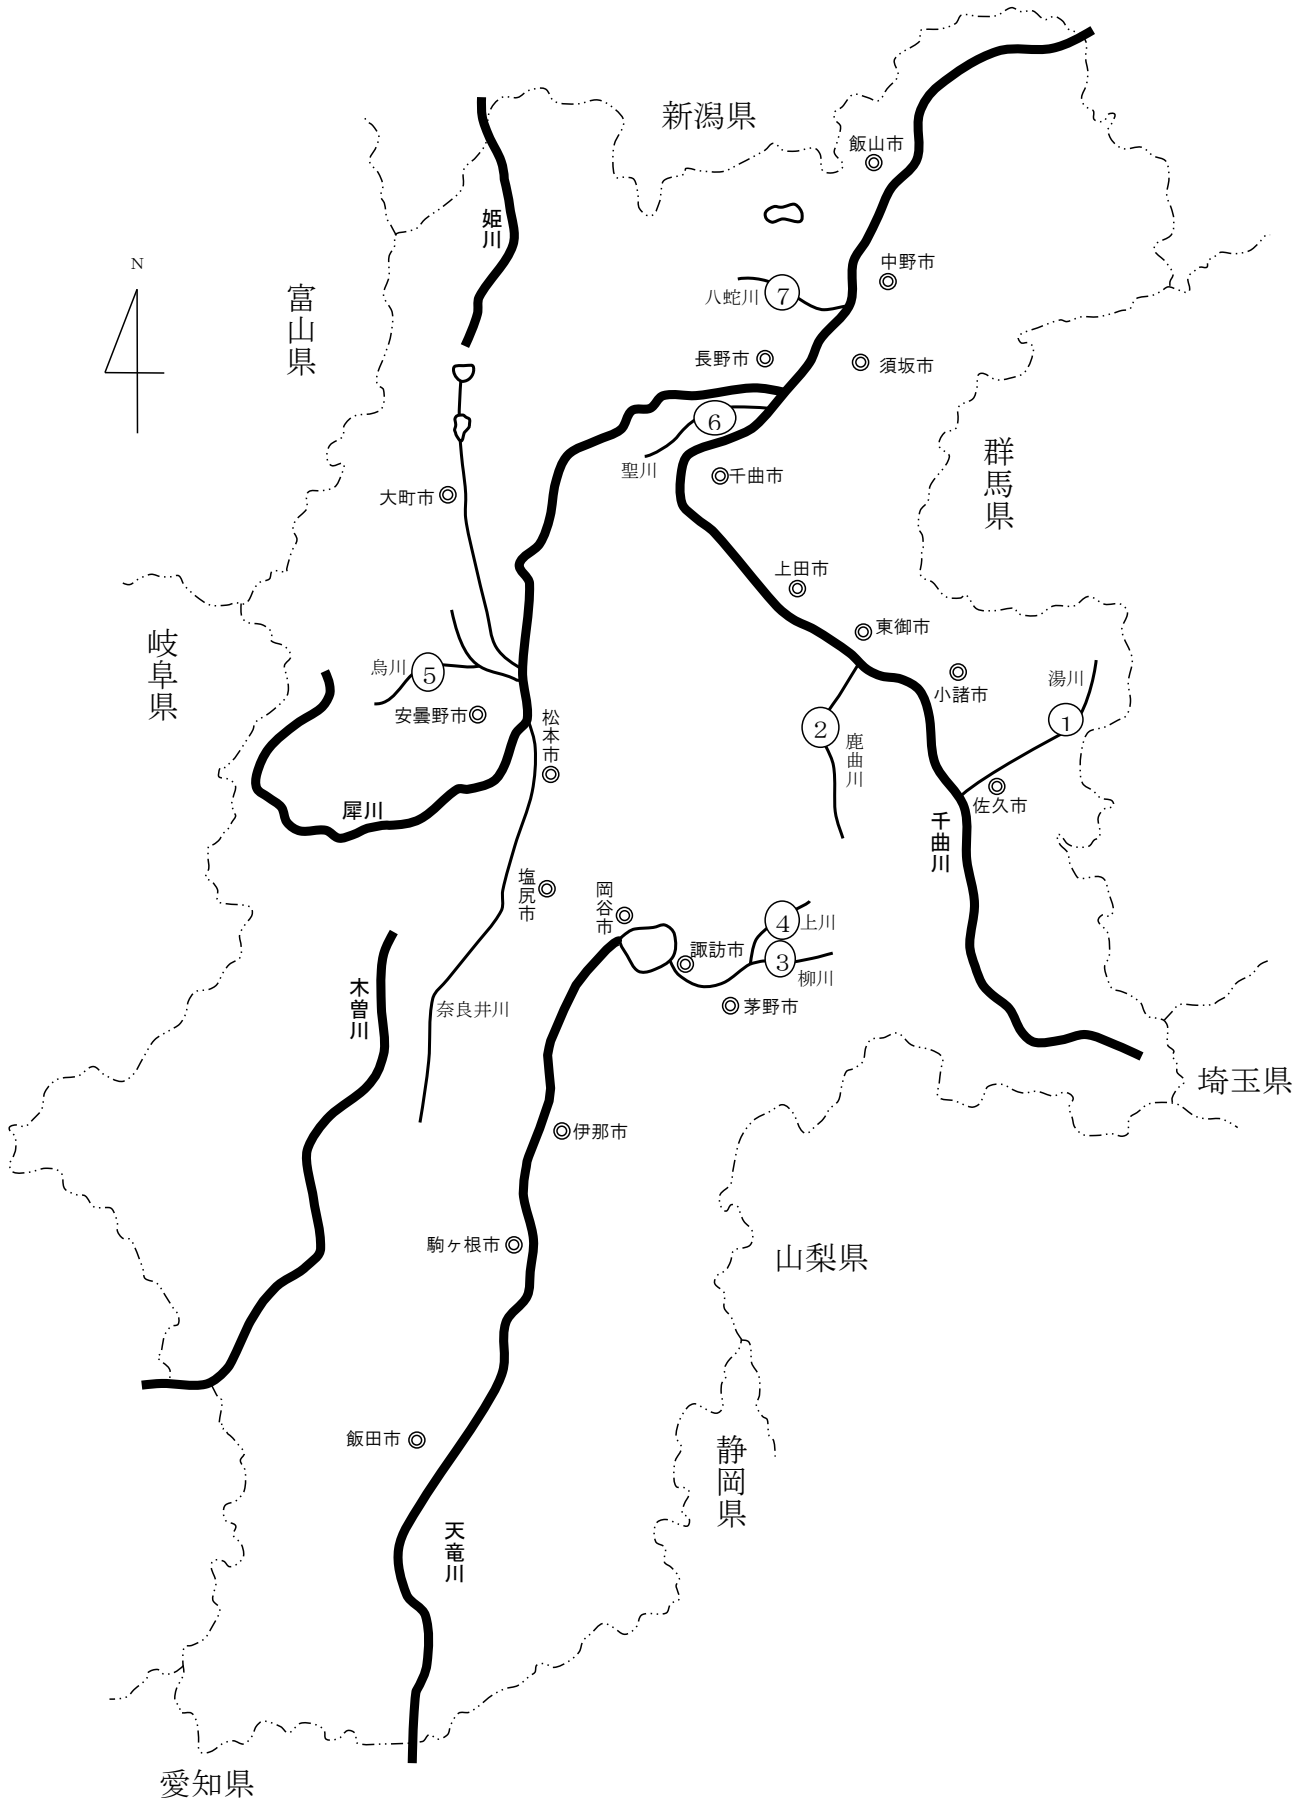 新潟県
飯山市
姫川
N
中野市
富山県
八蛇川
7
長野市
須坂市
6
聖川
千曲市
群馬県
大町市
上田市
東御市
岐阜県
烏川
5
小諸市
湯川
安曇野市
松本市
1
2
鹿曲川
犀川
佐久市
千曲川
塩尻市
岡谷市
4
上川
諏訪市
3
柳川
木曽川
奈良井川
茅野市
埼玉県
伊那市
駒ヶ根市
山梨県
飯田市
静岡県
天竜川
愛知県